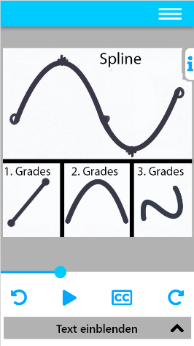 Spline
1. Grades 2. Grades 3. Grades
CC
Text einblenden